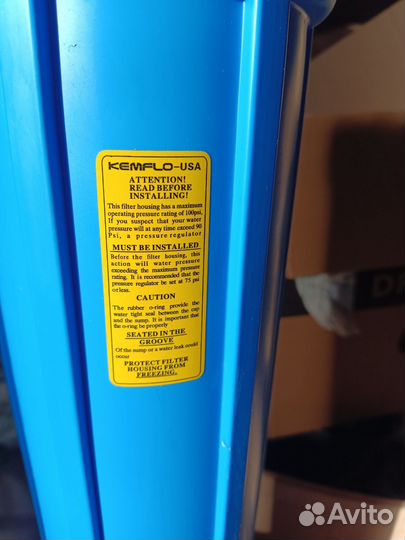 KEMFLO-USA
ATTENTION!
READ BEFORE
INSTALLING!
This filter housing has a maximum
operating pressure rating of 100psi,
If you suspect that your water
pressure will at any time exceed 90
Psi, a pressure regulator
MUST BE INSTALLED
Before the filter housing, this
action will water pressure
exceeding the maximum pressure
rating. It is recommended that the
pressure regulator be set at 75 psi
or less.
CAUTION
The rubber o-ring provide the
water tight seal between the cap
and the sump. It is important that
the o-ring be properly
SEATED IN THE
GROOVE
Of the sump or a water leak could
occur
PROTECT FILTER
HOUSING FROM
FREEZING.
Avito